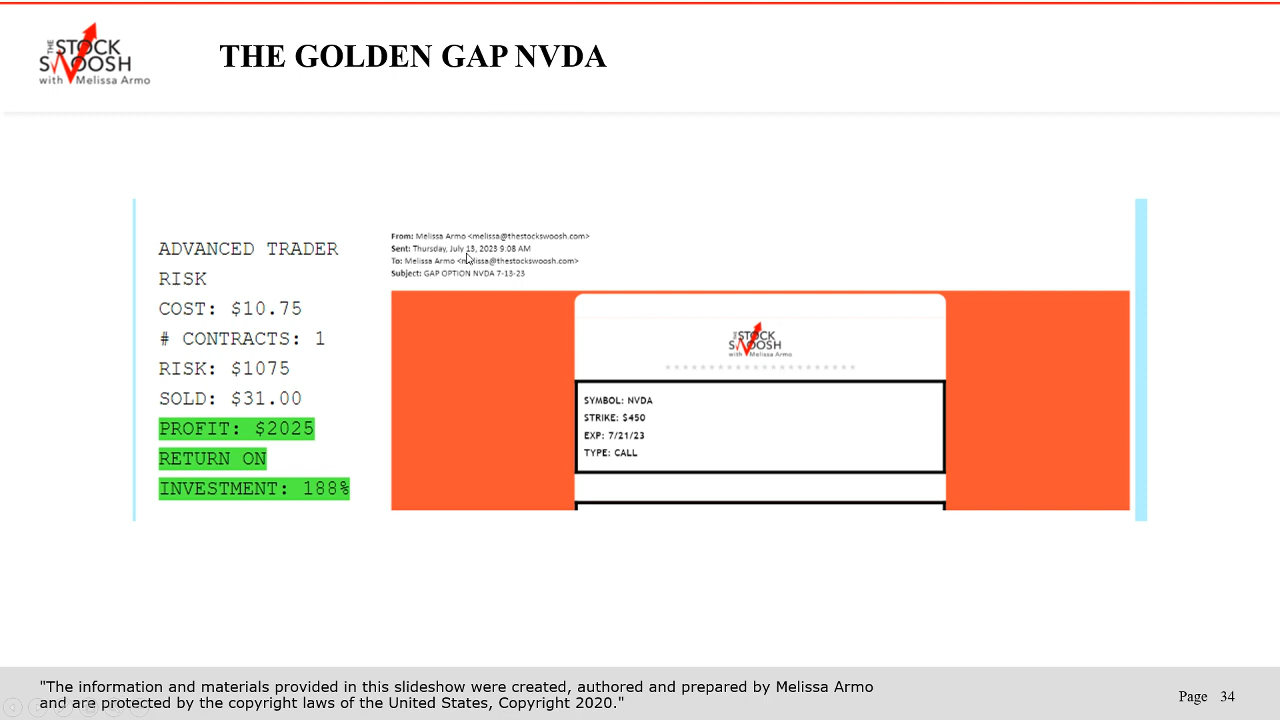 THE
STOCK
SWOOSH
with Melissa Armo
THE GOLDEN GAP NVDA
ADVANCED TRADER
RISK
COST: $10.75
# CONTRACTS: 1
RISK: $1075
SOLD: $31.00
PROFIT: $2025
RETURN ON
INVESTMENT: 188%
From: Melissa Armo <melissa@thestockswoosh.com>
Sent: Thursday, July 13, 2023 9:08 AM
To: Melissa Armo <melissa@thestockswoosh.com>
Subject: GAP OPTION NVDA 7-13-23
THE
STOCK
SWOOSH
with Melissa Armo
SYMBOL: NVDA
STRIKE: $450
EXP: 7/21/23
TYPE: CALL
"The information and materials provided in this slideshow were created, authored and prepared by Melissa Armo
and are protected by the copyright laws of the United States, Copyright 2020."
Page 34